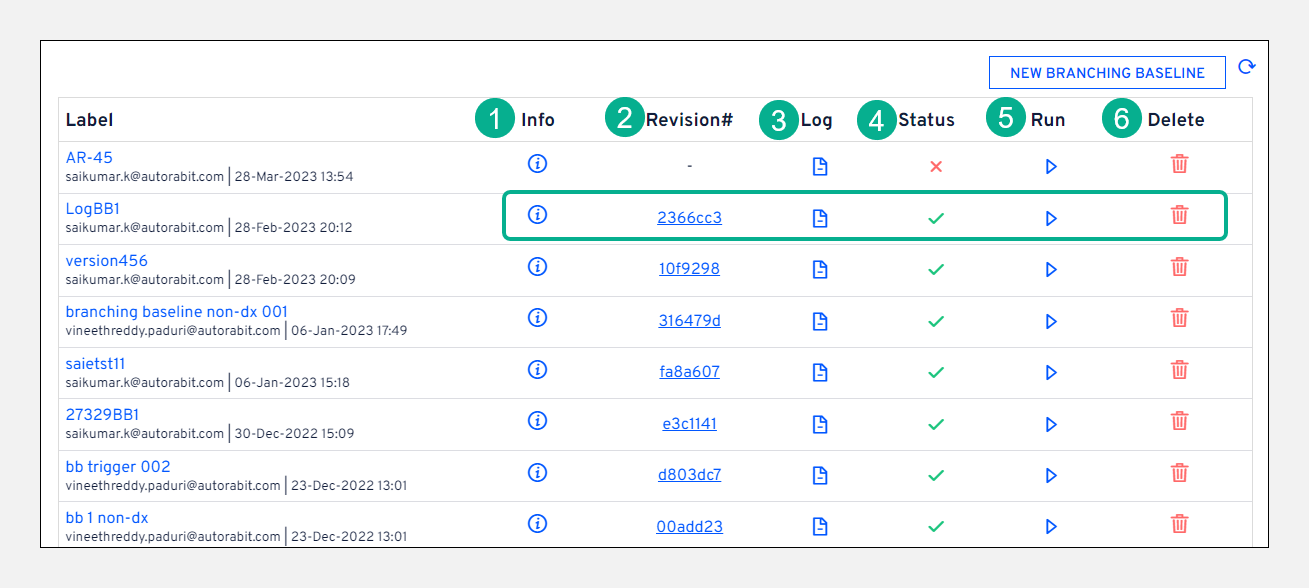 NEW BRANCHING BASELINE
Label 1 Info 2 Revision# 3 Log 4 Status 5 Run 6 Delete
AR-45
saikumar.k@autorabit.com | 28-Mar-2023 13:54
-
LogBB1
saikumar.k@autorabit.com | 28-Feb-2023 20:12
2366cc3
version456
saikumar.k@autorabit.com | 28-Feb-2023 20:09
10f9298
branching baseline non-dx 001
vineethreddy.paduri@autorabit.com | 06-Jan-2023 17:49
316479d
saietst11
saikumar.k@autorabit.com | 06-Jan-2023 15:18
fa8a607
27329BB1
saikumar.k@autorabit.com | 30-Dec-2022 15:09
e3c1141
bb trigger 002
vineethreddy.paduri@autorabit.com | 23-Dec-2022 13:01
d803dc7
bb 1 non-dx
vineethreddy.paduri@autorabit.com | 23-Dec-2022 13:01
00add23